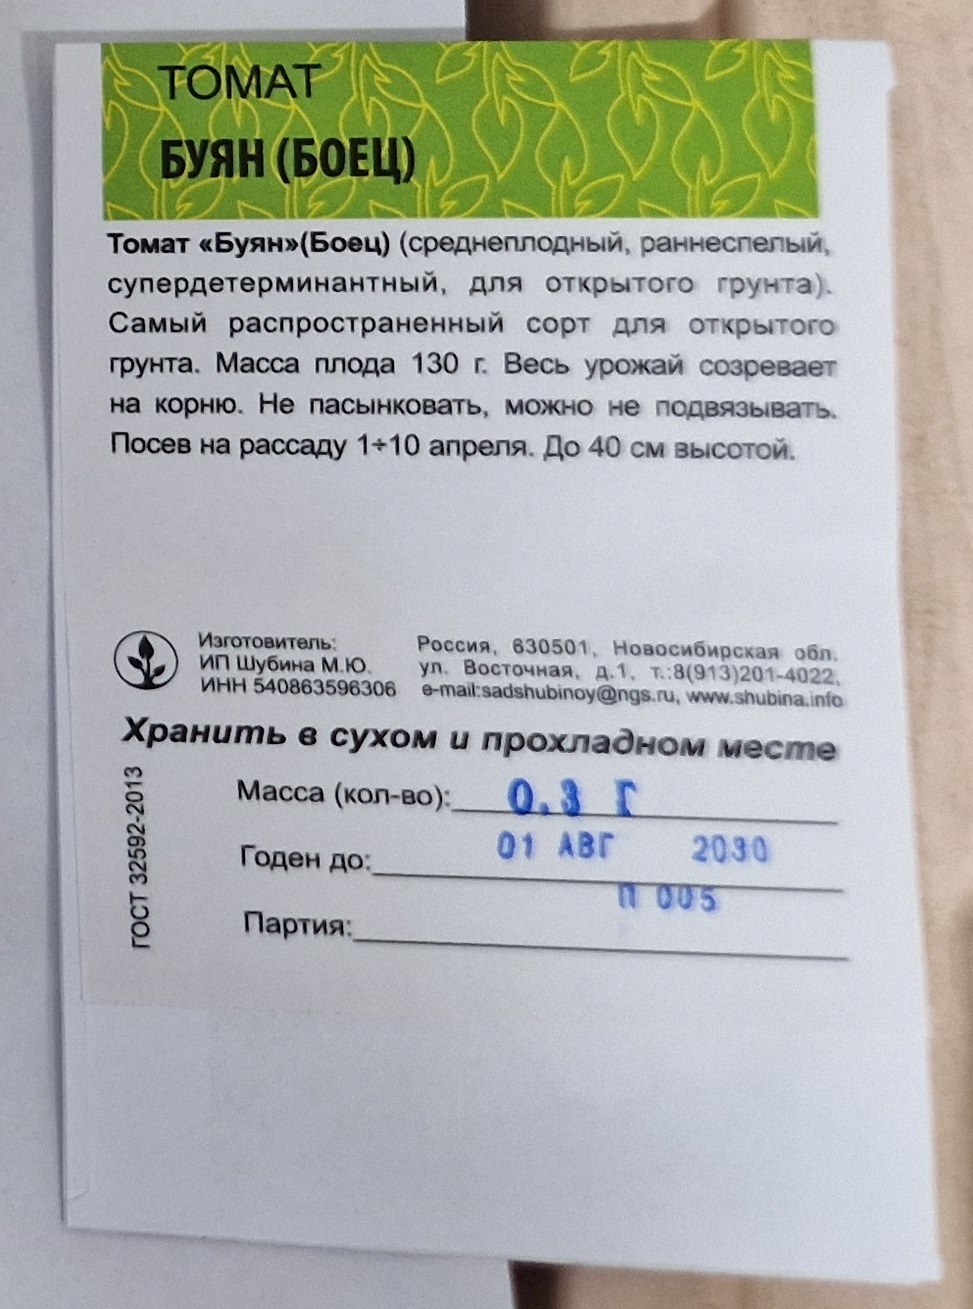 ТОМАТ
БУЯН (БОЕЦ)
Томат «Буян»(Боец) (среднеплодный, раннеспелый,
супердетерминантный, для открытого грунта).
Самый распространенный сорт для открытого
грунта. Масса плода 130 г. Весь урожай созревает
на корню. Не пасынковать, можно не подвязывать.
Посев на рассаду 1÷10 апреля. До 40 см высотой.
Изготовитель:
ИП Шубина М.Ю.
ИНН 540863596306
Россия, 630501, Новосибирская обл.
ул. Восточная, д.1, т.:8(913)201-4022,
e-mail:sadshubinoy@ngs.ru, www.shubina.info
Хранить в сухом и прохладном месте
ГОСТ 32592-2013
Масса (кол-во): 0.3 Г
Годен до: 01 АВГ 2030
П 005
Партия: